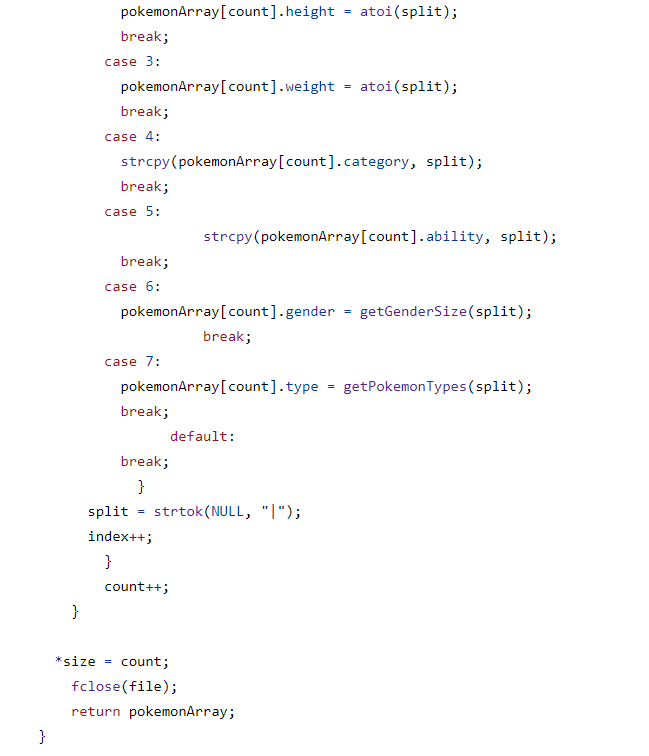 pokemonArray[count].height = atoi(split);
break;
case 3:
pokemonArray[count].weight = atoi(split);
break;
case 4:
strcpy(pokemonArray[count].category, split);
break;
case 5:
strcpy(pokemonArray[count].ability, split);
break;
case 6:
pokemonArray[count].gender = getGenderSize(split);
break;
case 7:
pokemonArray[count].type = getPokemonTypes(split);
break;
default:
break;
}
split = strtok(NULL, "|");
index++;
}
count++;
}
*size = count;
fclose(file);
return pokemonArray;
}